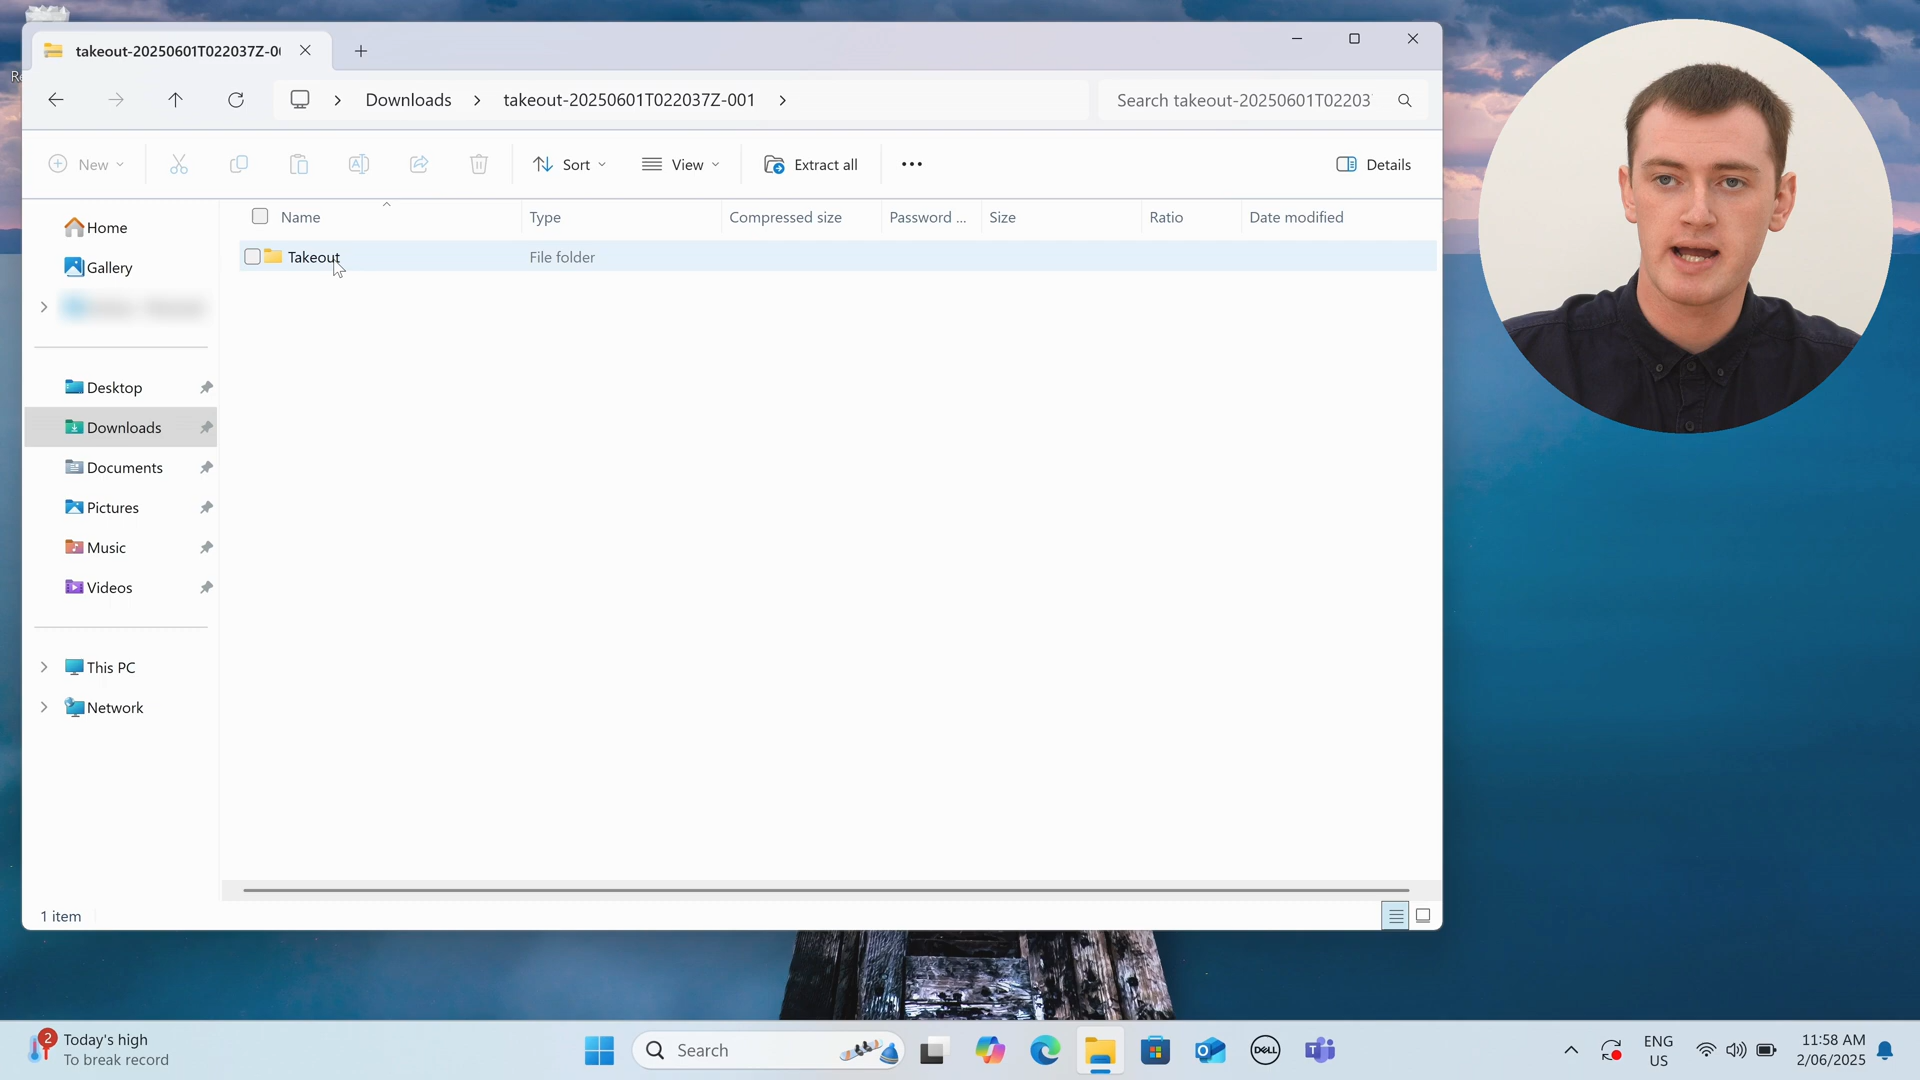 takeout-20250601T022037Z-0
Downloads
takeout-20250601T022037Z-001
Search takeout-20250601T02203
New
Sort
View
Extract all
Details
Name
Type
Compressed size
Password ...
Size
Ratio
Date modified
Takeout
File folder
Home
Gallery
Desktop
Downloads
Documents
Pictures
Music
Videos
This PC
Network
1 item
2
Today's high
To break record
Search
DELL
ENG
US
11:58 AM
2/06/2025